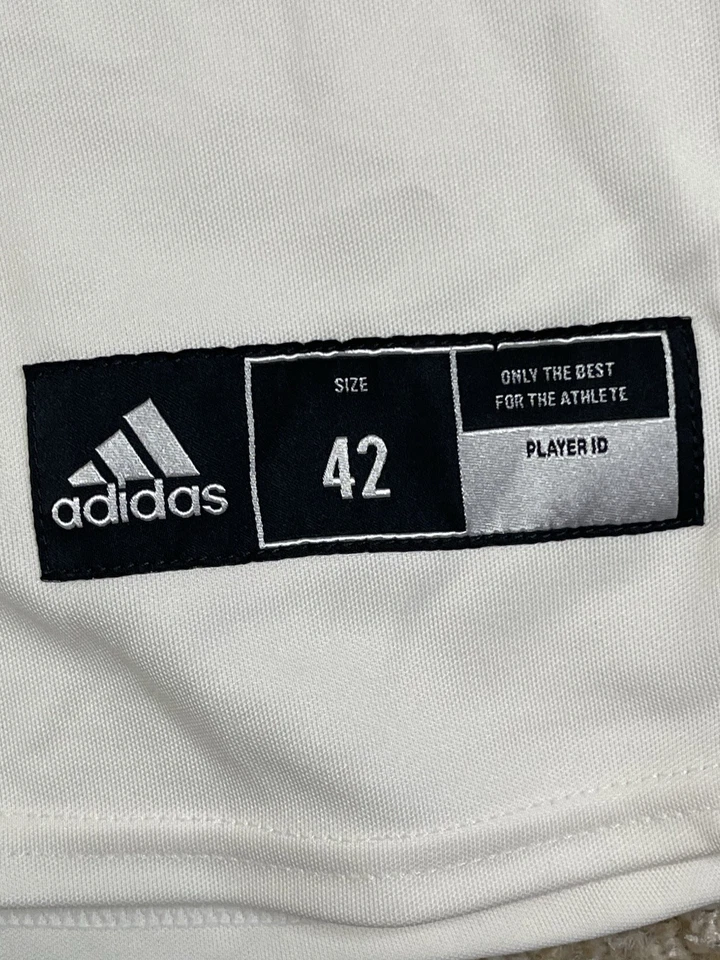 adidas
SIZE
42
ONLY THE BEST
FOR THE ATHLETE
PLAYER ID